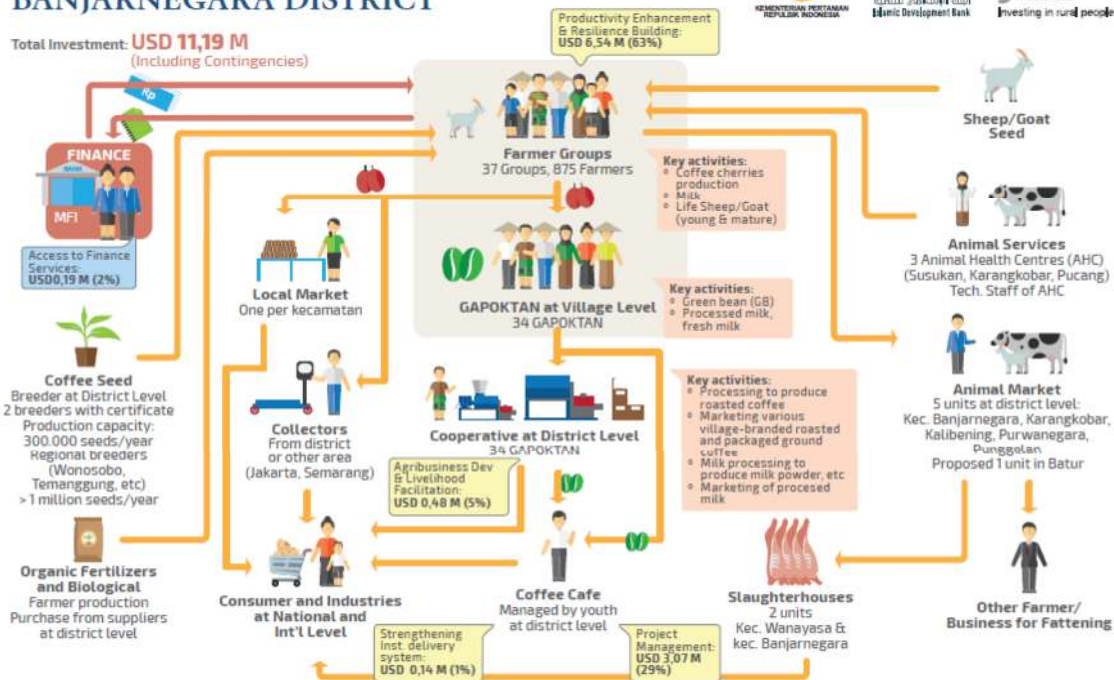 BANJARNEGARA DISTRICT
KEMENTERIAN PERTANIAN
REPUBLIK INDONESIA
Islamic Development Bank
Investing in rural people
Total Investment: USD 11,19 M
(Including Contingencies)
Productivity Enhancement
& Resilience Building:
USD 6,54 M (63%)
Rp
FINANCE
BANK
MFI
Access to Finance
Services:
USD0,19 M (2%)
Farmer Groups
37 Groups, 875 Farmers
Key activities:
Coffee cherries
production
Milk
Life Sheep/Goat
(young & mature)
Sheep/Goat
Seed
Animal Services
3 Animal Health Centres (AHC)
(Susukan, Karangkobar, Pucang)
Tech. Staff of AHC
Local Market
One per kecamatan
GAPOKTAN at Village Level
34 GAPOKTAN
Key activities:
Green bean (GB)
Processed milk,
fresh milk
Coffee Seed
Breeder at District Level
2 breeders with certificate
Production capacity:
300.000 seeds/year
Regional breeders
(Wonosobo,
Temanggung, etc)
> 1 million seeds/year
Collectors
From district
or other area
(Jakarta, Semarang)
Cooperative at District Level
34 GAPOKTAN
Key activities:
Processing to produce
roasted coffee
Marketing various
village-branded roasted
and packaged ground
coffee
Milk processing to
produce milk powder, etc
Marketing of procesed
milk
Animal Market
5 units at district level:
Kec. Banjarnegara, Karangkobar,
Kalibening, Purwanegara,
Punggelan
Proposed 1 unit in Batur
Agribusiness Dev
& Livelihood
Facilitation:
USD 0,48 M (5%)
Organic Fertilizers
and Biological
Farmer production
Purchase from suppliers
at district level
Consumer and Industries
at National and
Int'l Level
Coffee Cafe
Managed by youth
at district level
Slaughterhouses
2 units
Kec. Wanayasa &
kec. Banjarnegara
Other Farmer/
Business for Fattening
Strengthening
Inst. delivery
system:
USD 0,14 M (1%)
Project
Management:
USD 3,07 M
(29%)